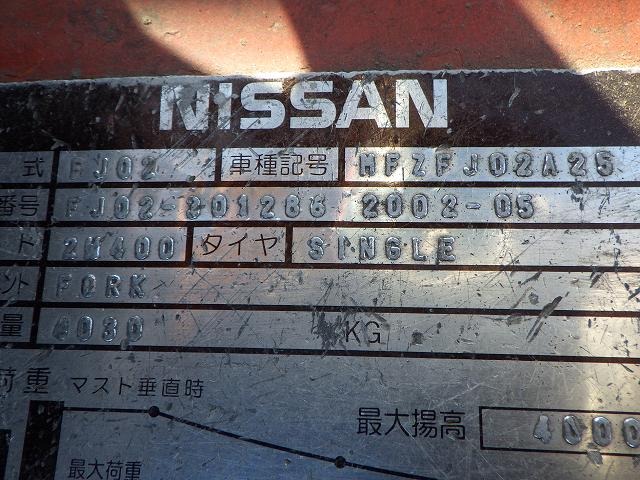 NISSAN
式 FJ02 車種記号 MFZFJ02A25
番号 FJ02-301286 2002-05
ド 2W400 タイヤ SINGLE
ント FORK
量 4030 KG
荷重 マスト垂直時
最大揚高 4000
最大荷重